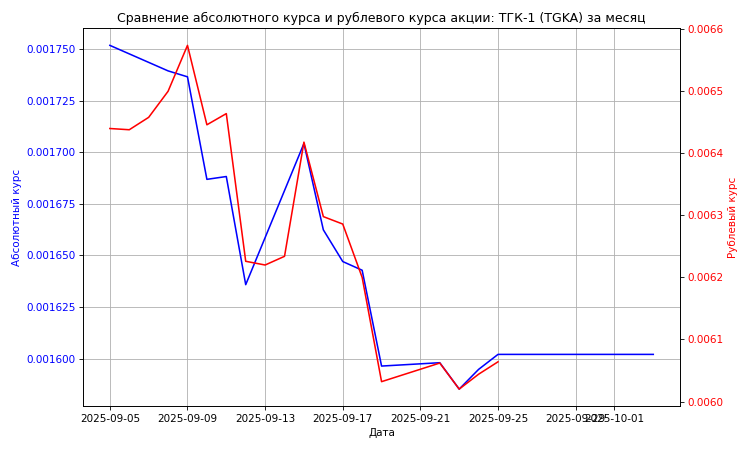 Сравнение абсолютного курса и рублевого курса акции: ТГК-1 (TGKA) за месяц
0.001750
0.001725
0.001700
0.001675
0.001650
0.001625
0.001600
Абсолютный курс
0.0066
0.0065
0.0064
0.0063
0.0062
0.0061
0.0060
Рублевый курс
2025-09-05 2025-09-09 2025-09-13 2025-09-17 2025-09-21 2025-09-25 2025-09-29 2025-10-01
Дата